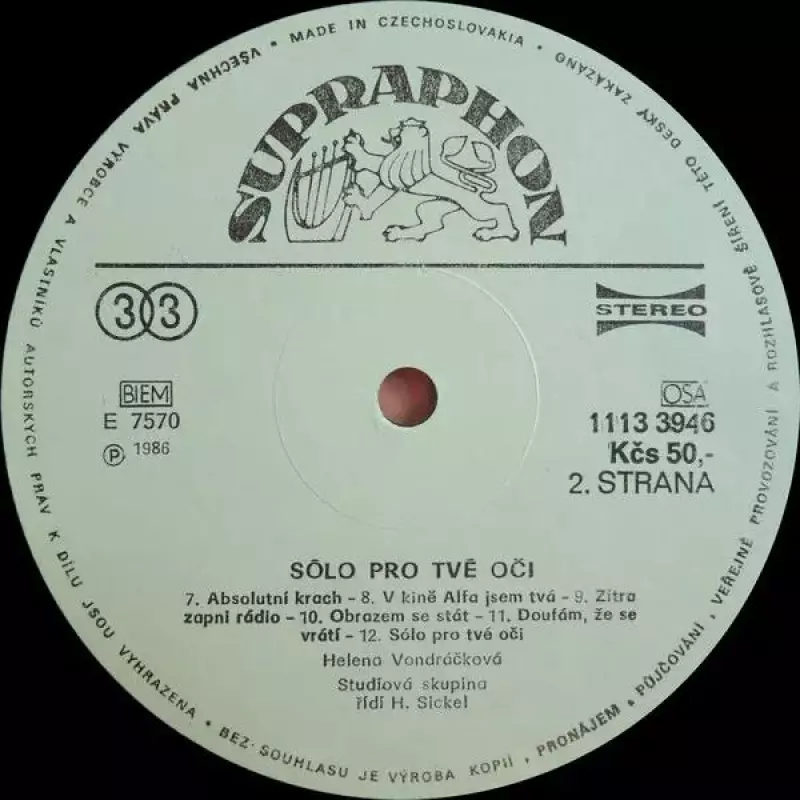 • MADE IN CZECHOSLOVAKIA •
VŠECHNA PRÁVA VÝROBCE A VLASTNÍKŮ AUTORSKÝCH PRÁV K DÍLU JSOU VYHRAZENA • BEZ SOUHLASU JE VÝROBA KOPIÍ, PRONÁJEM, PŮJČOVÁNÍ, VEŘEJNÉ PROVOZOVÁNÍ A ROZHLASOVÉ ŠÍŘENÍ TÉTO DESKY ZAKÁZÁNO
SUPRAPHON
33
STEREO
BIEM
E 7570
Ⓟ 1986
OSA
1113 3946
Kčs 50,-
2. STRANA
SÓLO PRO TVÉ OČI
7. Absolutní krach – 8. V kině Alfa jsem tvá – 9. Zítra
zapni rádio – 10. Obrazem se stát – 11. Doufám, že se
vrátí – 12. Sólo pro tvé oči
Helena Vondráčková
Studiová skupina
řídí H. Sickel